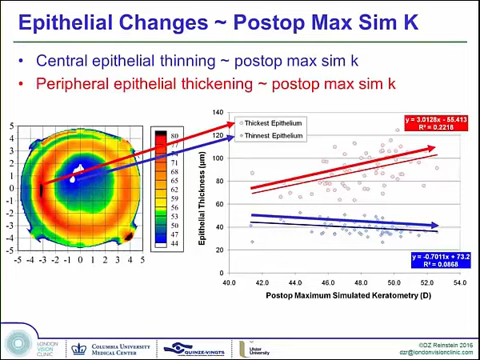 Epithelial Changes ~ Postop Max Sim K
• Central epithelial thinning ~ postop max sim k
• Peripheral epithelial thickening ~ postop max sim k
5
4
3
2
1
0
-1
-2
-3
-4
-5
-5 -4 -3 -2 -1 0 1 2 3 4 5
80
77
74
71
68
65
62
59
56
53
50
47
44
Epithelial Thickness (µm)
140
120
100
80
60
40
20
0
Thickest Epithelium
Thinnest Epithelium
y = 3.0128x - 55.413
R² = 0.2218
y = -0.7011x + 73.2
R² = 0.0868
40.0 42.0 44.0 46.0 48.0 50.0 52.0 54.0
Postop Maximum Simulated Keratometry (D)
LONDON
VISION
CLINIC
COLUMBIA UNIVERSITY
MEDICAL CENTER
QUINZE-VINGTS
Ulster
University
©DZ Reinstein 2016
dzr@londonvisionclinic.com